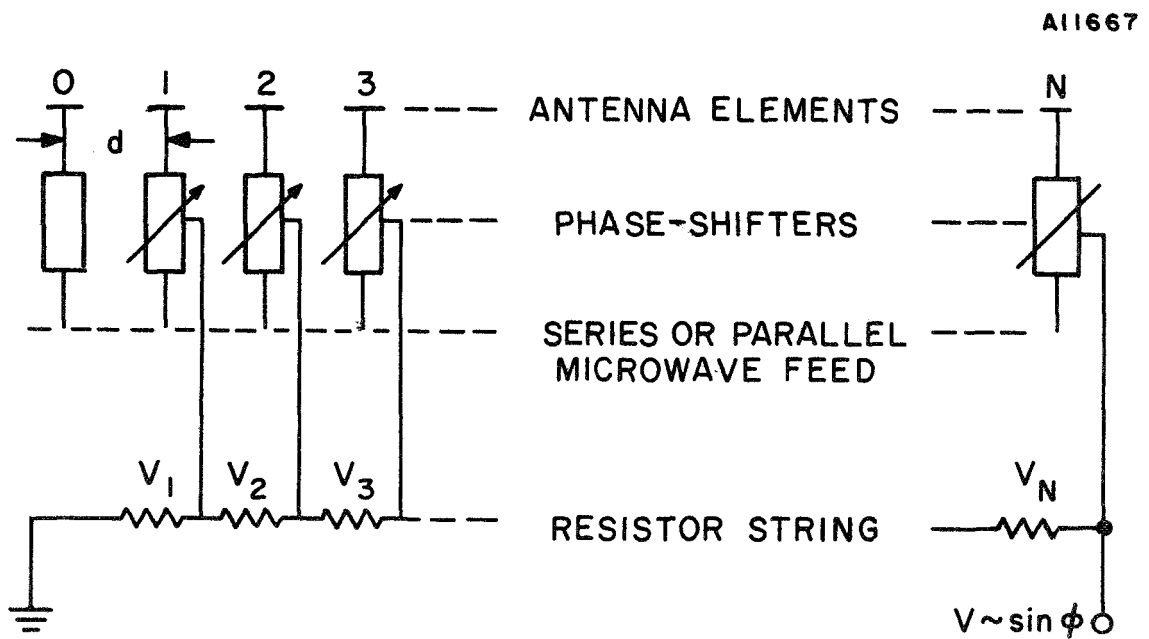 A11667
0 1 2 3 N
ANTENNA ELEMENTS
d
PHASE-SHIFTERS
SERIES OR PARALLEL
MICROWAVE FEED
V1 V2 V3 VN
RESISTOR STRING
V~sin ϕ